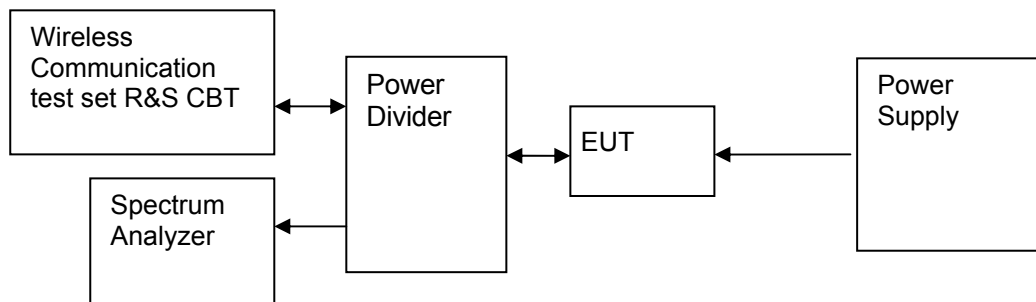 Wireless
Communication
test set R&S CBT
Power
Divider
EUT
Power
Supply
Spectrum
Analyzer